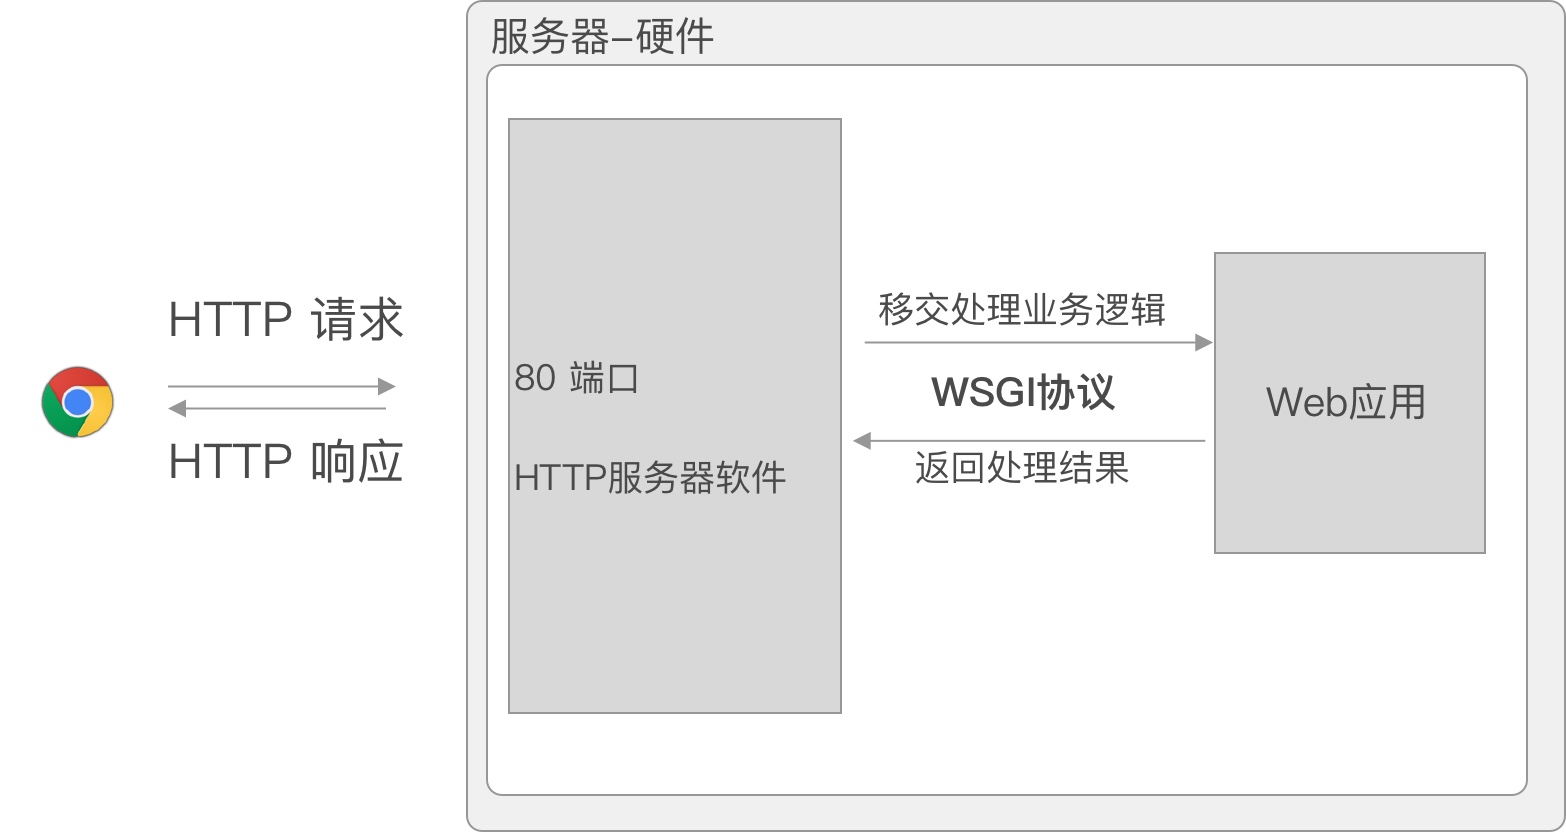 服务器-硬件
HTTP 请求
HTTP 响应
80 端口
HTTP服务器软件
移交处理业务逻辑
WSGI协议
返回处理结果
Web应用